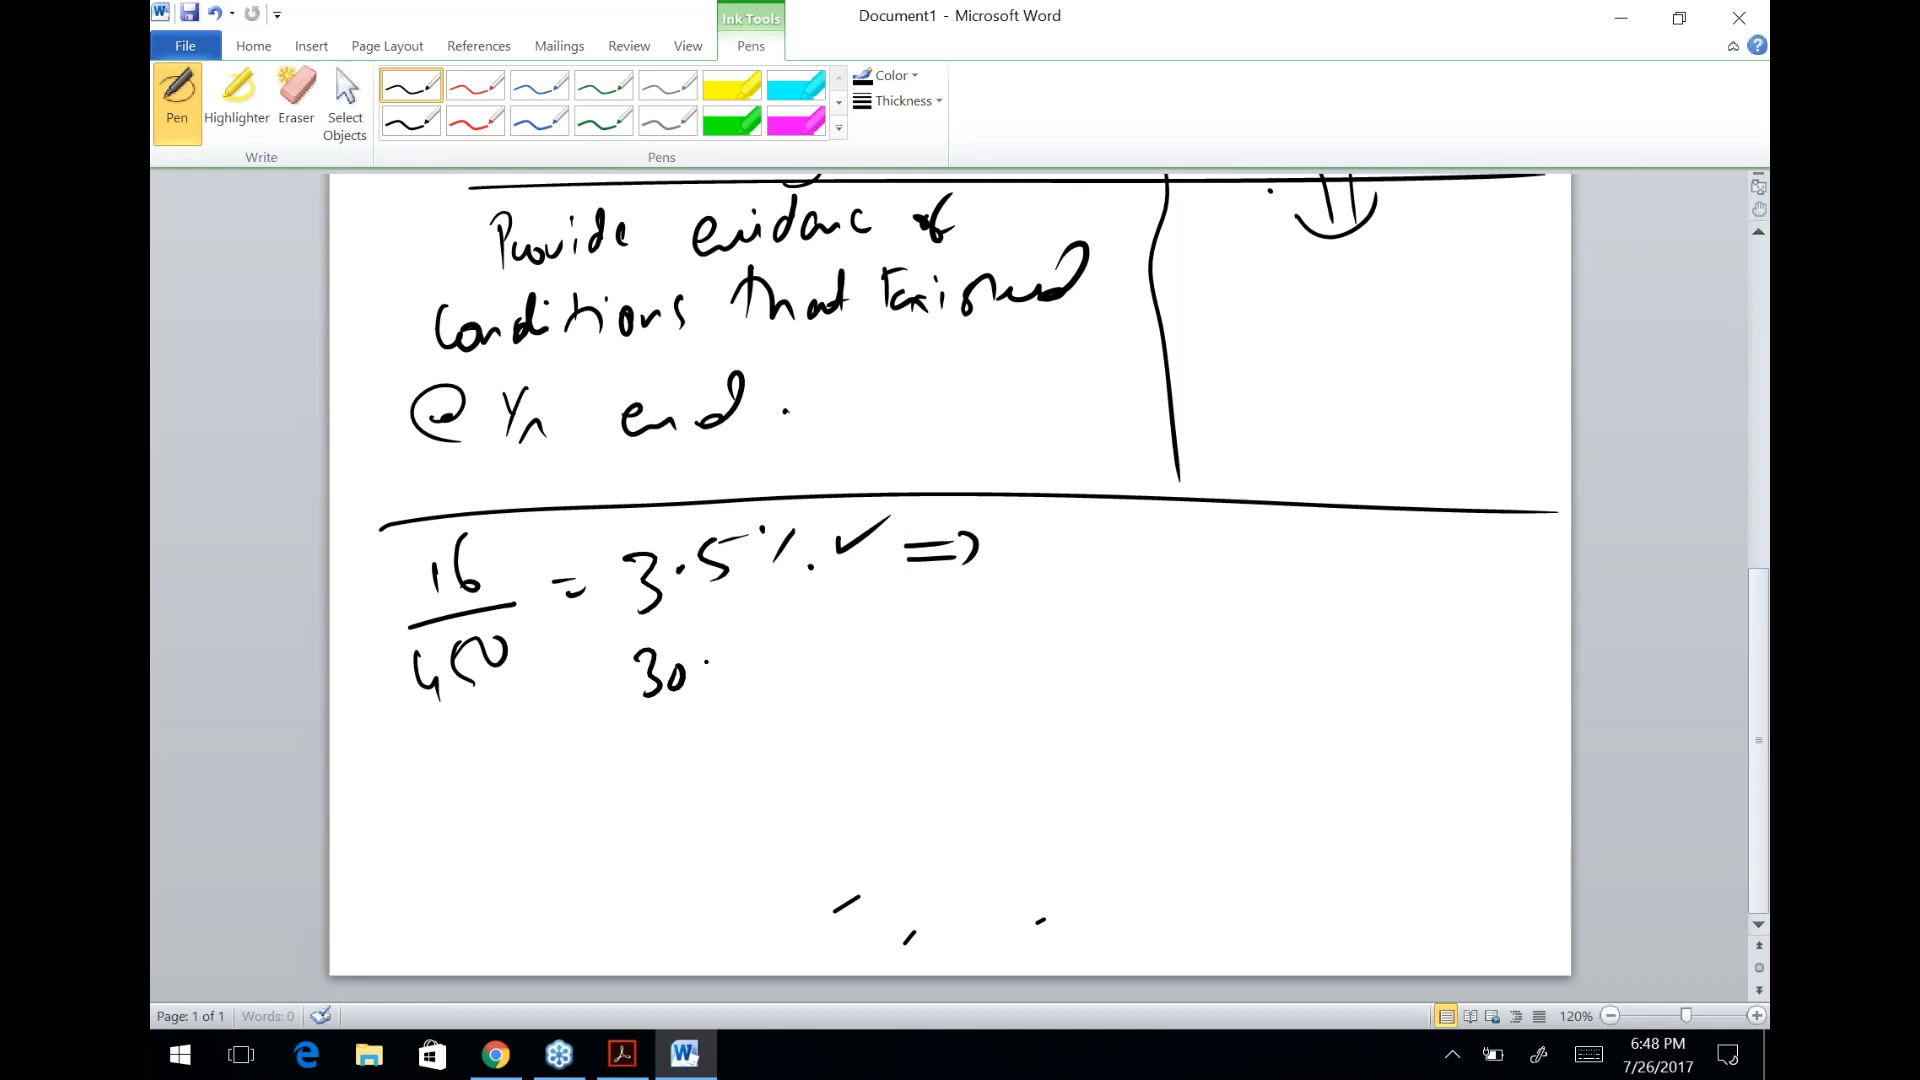 Document1 - Microsoft Word
Ink Tools
File Home Insert Page Layout References Mailings Review View Pens
Pen Highlighter Eraser Select Objects
Color
Thickness
Write Pens
Provide evidence of
conditions that existed
@ Yr end.
16
450
= 3.5% ✓ =>
30
Page: 1 of 1 Words: 0 120%
6:48 PM
7/26/2017